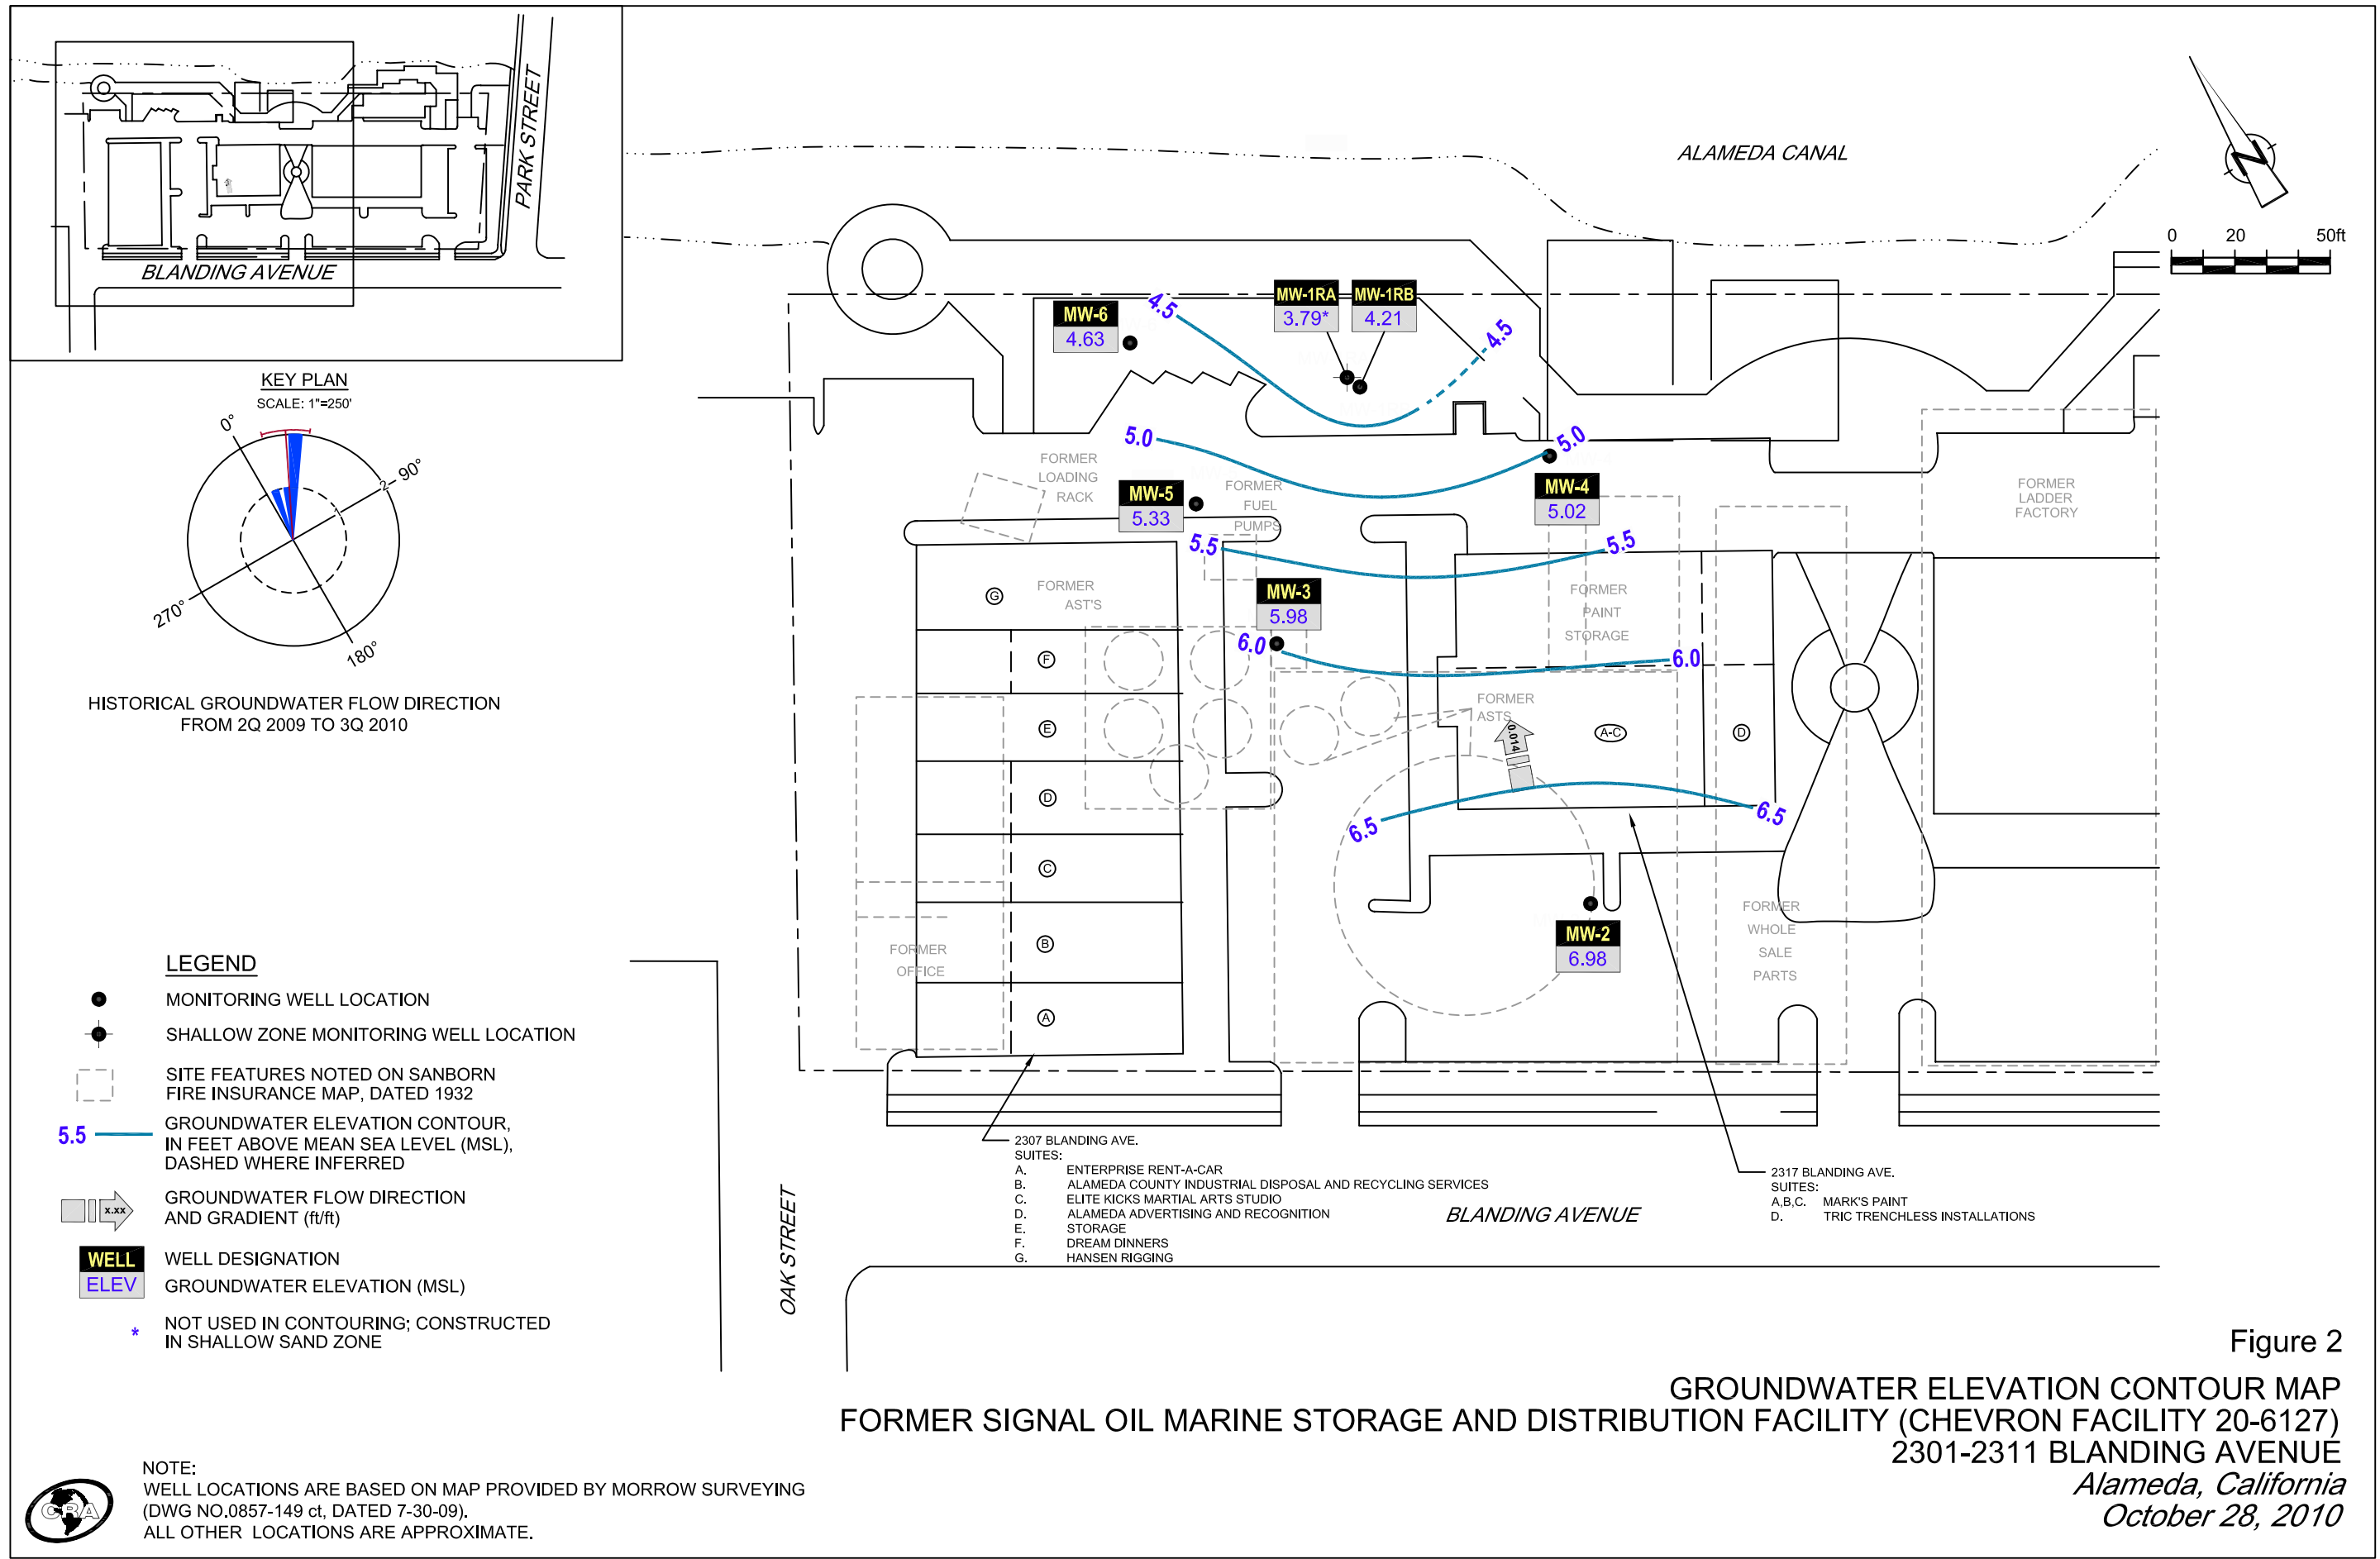 PARK STREET
BLANDING AVENUE
KEY PLAN
SCALE: 1"=250'
0°
90°
2
270°
180°
HISTORICAL GROUNDWATER FLOW DIRECTION
FROM 2Q 2009 TO 3Q 2010
ALAMEDA CANAL
N
0 20 50ft
MW-6
4.63
4.5
MW-1RA
3.79*
MW-1RB
4.21
4.5
5.0
5.0
FORMER
LOADING
RACK
MW-5
5.33
FORMER
FUEL
PUMPS
MW-4
5.02
FORMER
LADDER
FACTORY
5.5
5.5
G
FORMER
AST'S
MW-3
5.98
FORMER
PAINT
STORAGE
6.0
6.0
F
E
D
C
B
A
FORMER
ASTS
0.014
A-C
D
6.5
6.5
FORMER
OFFICE
MW-2
6.98
FORMER
WHOLE
SALE
PARTS
LEGEND
MONITORING WELL LOCATION
SHALLOW ZONE MONITORING WELL LOCATION
SITE FEATURES NOTED ON SANBORN
FIRE INSURANCE MAP, DATED 1932
5.5
GROUNDWATER ELEVATION CONTOUR,
IN FEET ABOVE MEAN SEA LEVEL (MSL),
DASHED WHERE INFERRED
x.xx
GROUNDWATER FLOW DIRECTION
AND GRADIENT (ft/ft)
WELL
WELL DESIGNATION
ELEV
GROUNDWATER ELEVATION (MSL)
*
NOT USED IN CONTOURING; CONSTRUCTED
IN SHALLOW SAND ZONE
2307 BLANDING AVE.
SUITES:
A. ENTERPRISE RENT-A-CAR
B. ALAMEDA COUNTY INDUSTRIAL DISPOSAL AND RECYCLING SERVICES
C. ELITE KICKS MARTIAL ARTS STUDIO
D. ALAMEDA ADVERTISING AND RECOGNITION
E. STORAGE
F. DREAM DINNERS
G. HANSEN RIGGING
2317 BLANDING AVE.
SUITES:
A,B,C. MARK'S PAINT
D. TRIC TRENCHLESS INSTALLATIONS
BLANDING AVENUE
OAK STREET
Figure 2
GROUNDWATER ELEVATION CONTOUR MAP
FORMER SIGNAL OIL MARINE STORAGE AND DISTRIBUTION FACILITY (CHEVRON FACILITY 20-6127)
2301-2311 BLANDING AVENUE
Alameda, California
October 28, 2010
CRA
NOTE:
WELL LOCATIONS ARE BASED ON MAP PROVIDED BY MORROW SURVEYING
(DWG NO.0857-149 ct, DATED 7-30-09).
ALL OTHER LOCATIONS ARE APPROXIMATE.